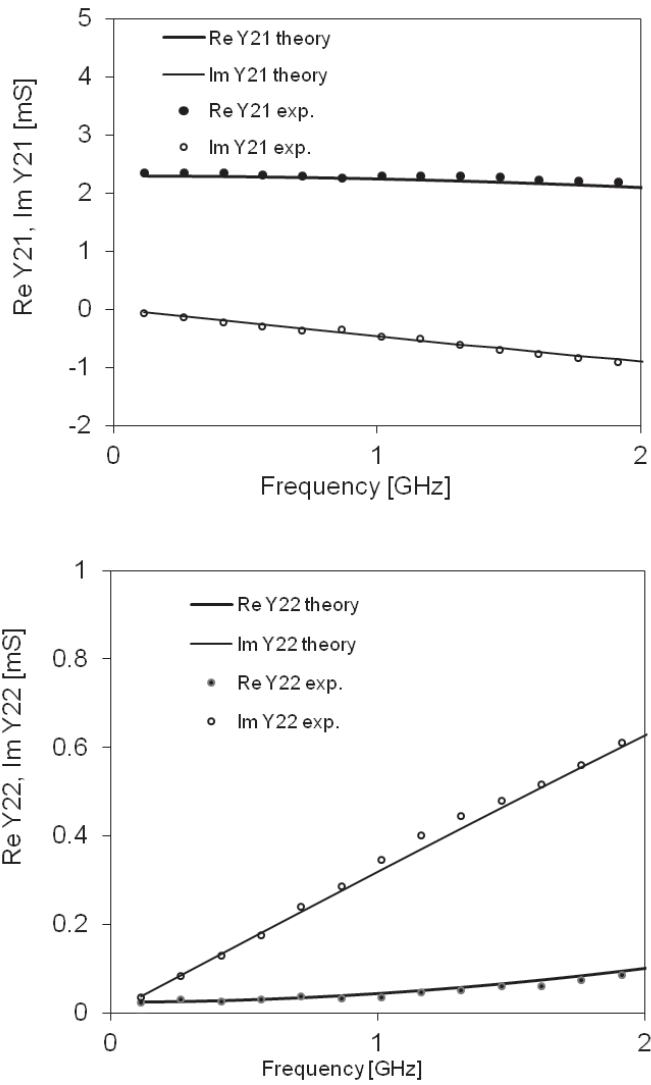 5
Re Y21 theory
4
Im Y21 theory
Re Y21 exp.
3
Im Y21 exp.
2
1
0
-1
-2
Re Y21, Im Y21 [mS]
0
1
2
Frequency [GHz]
1
Re Y22 theory
Im Y22 theory
0.8
Re Y22 exp.
Im Y22 exp.
0.6
0.4
0.2
0
Re Y22, Im Y22 [mS]
0
1
2
Frequency [GHz]